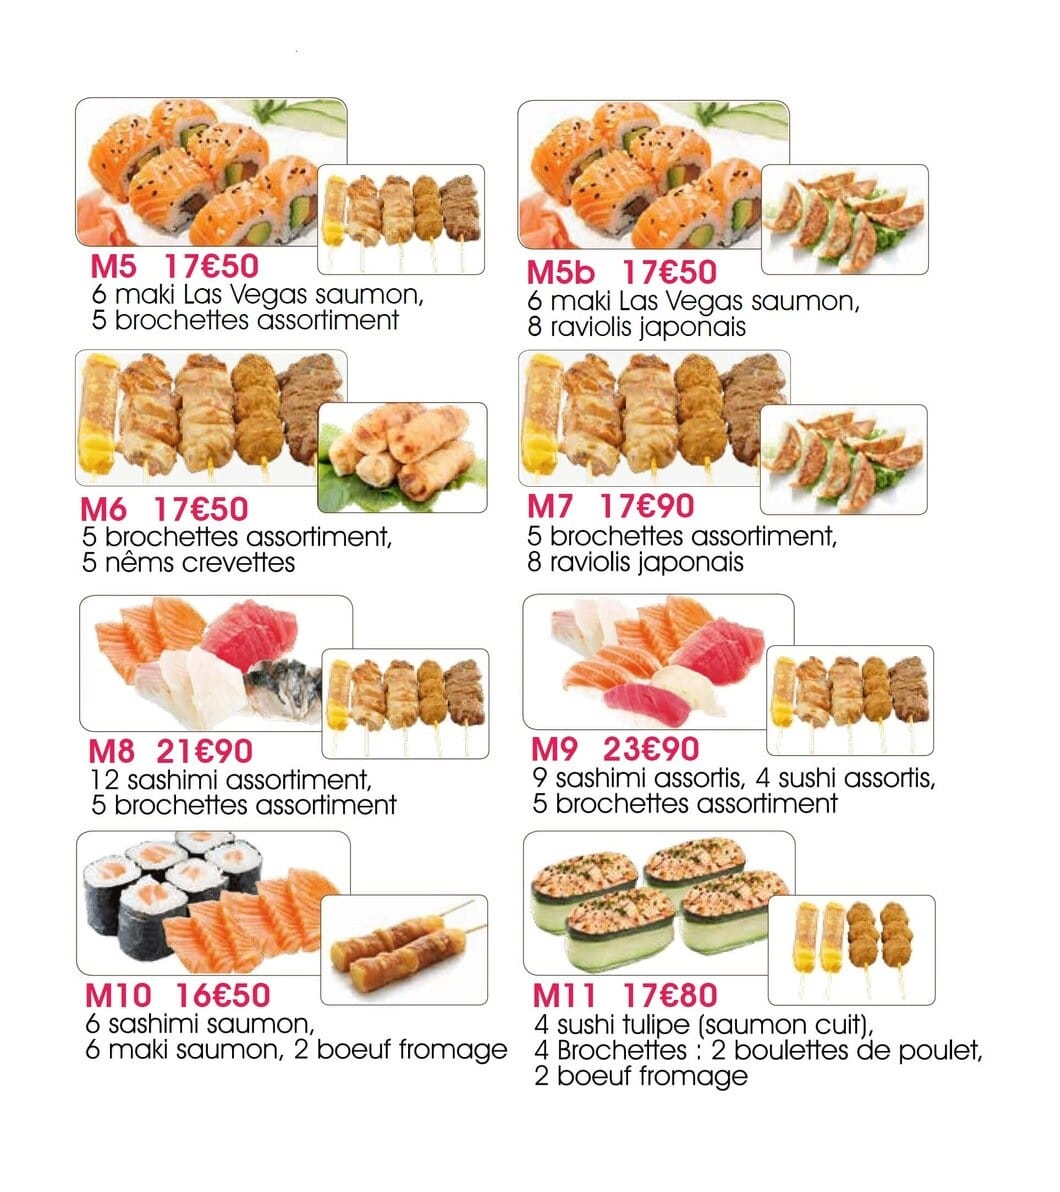 M5 17€50
6 maki Las Vegas saumon,
5 brochettes assortiment
M5b 17€50
6 maki Las Vegas saumon,
8 raviolis japonais
M6 17€50
5 brochettes assortiment,
5 nêms crevettes
M7 17€90
5 brochettes assortiment,
8 raviolis japonais
M8 21€90
12 sashimi assortiment,
5 brochettes assortiment
M9 23€90
9 sashimi assortis, 4 sushi assortis,
5 brochettes assortiment
M10 16€50
6 sashimi saumon,
6 maki saumon, 2 boeuf fromage
M11 17€80
4 sushi tulipe (saumon cuit),
4 Brochettes : 2 boulettes de poulet,
2 boeuf fromage